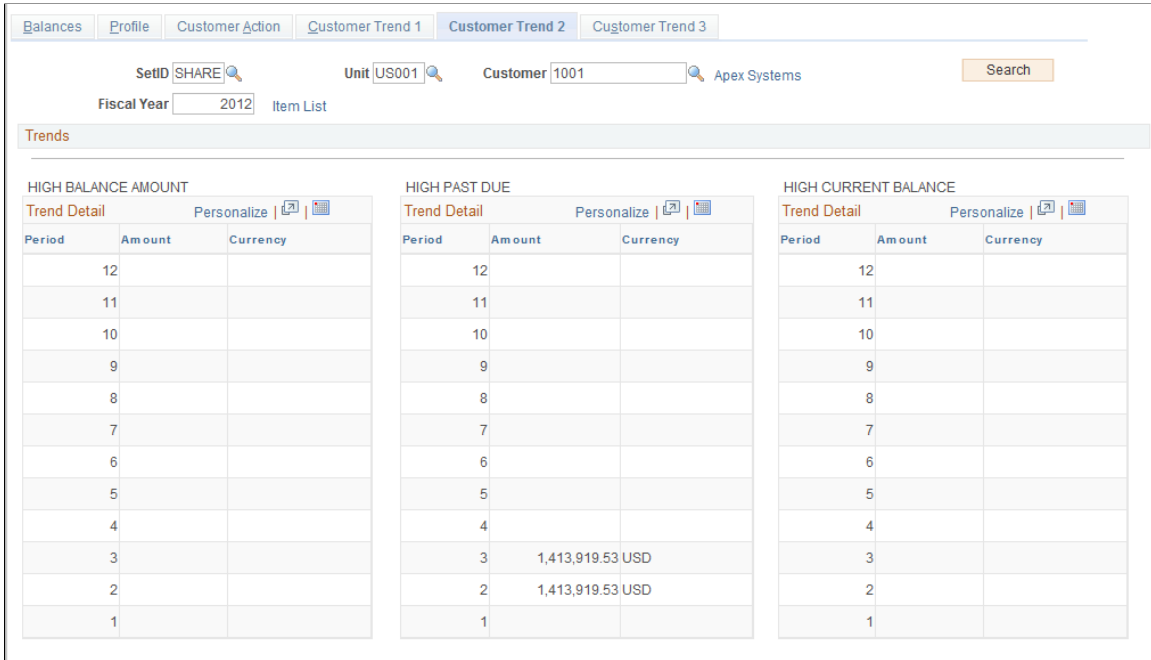 Balances Profile Customer Action Customer Trend 1 Customer Trend 2 Customer Trend 3
SetID SHARE Unit US001 Customer 1001 Apex Systems Search
Fiscal Year 2012 Item List
Trends
HIGH BALANCE AMOUNT HIGH PAST DUE HIGH CURRENT BALANCE
Trend Detail Personalize | | Trend Detail Personalize | | Trend Detail Personalize | |
Period Amount Currency Period Amount Currency Period Amount Currency
12 12 12
11 11 11
10 10 10
9 9 9
8 8 8
7 7 7
6 6 6
5 5 5
4 4 4
3 3 1,413,919.53 USD 3
2 2 1,413,919.53 USD 2
1 1 1